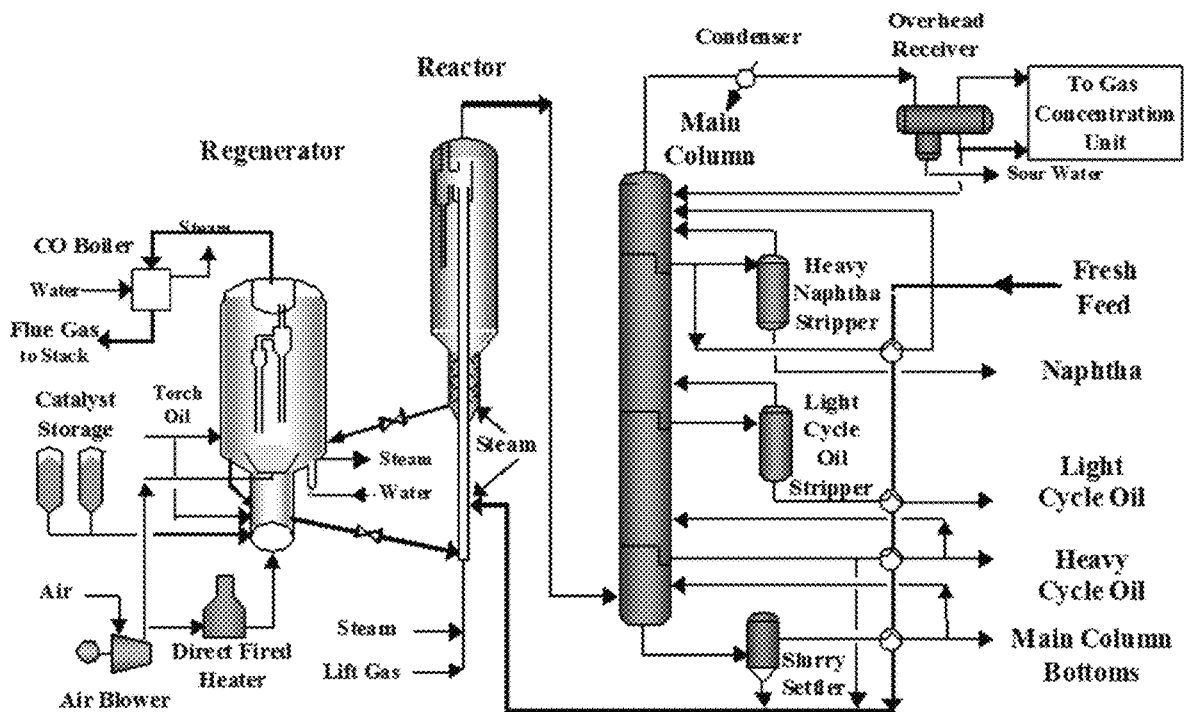 Condenser
Overhead
Receiver
Reactor
To Gas
Concentration
Unit
Main
Column
Regenerator
Sour Water
Steam
CO Boiler
Water
Flue Gas
to Stack
Heavy
Naphtha
Stripper
Fresh
Feed
Naphtha
Torch
Oil
Catalyst
Storage
Steam
Light
Cycle
Oil
Stripper
Steam
Water
Light
Cycle Oil
Heavy
Cycle Oil
Air
Steam
Direct Fired
Heater
Lift Gas
Air Blower
Slurry
Settler
Main Column
Bottoms